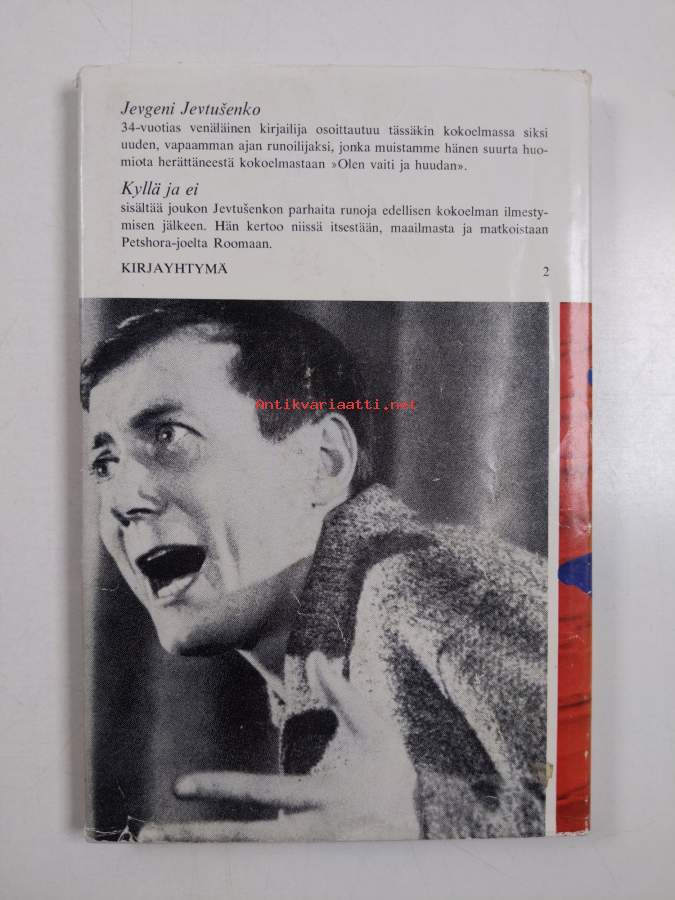 Jevgeni Jevtušenko
34-vuotias venäläinen kirjailija osoittautuu tässäkin kokoelmassa siksi
uuden, vapaamman ajan runoilijaksi, jonka muistamme hänen suurta huo-
miota herättäneestä kokoelmastaan »Olen vaiti ja huudan».
Kyllä ja ei
sisältää joukon Jevtušenkon parhaita runoja edellisen kokoelman ilmesty-
misen jälkeen. Hän kertoo niissä itsestään, maailmasta ja matkoistaan
Petshora-joelta Roomaan.
KIRJAYHTYMÄ 2
Antikvariaatti.net